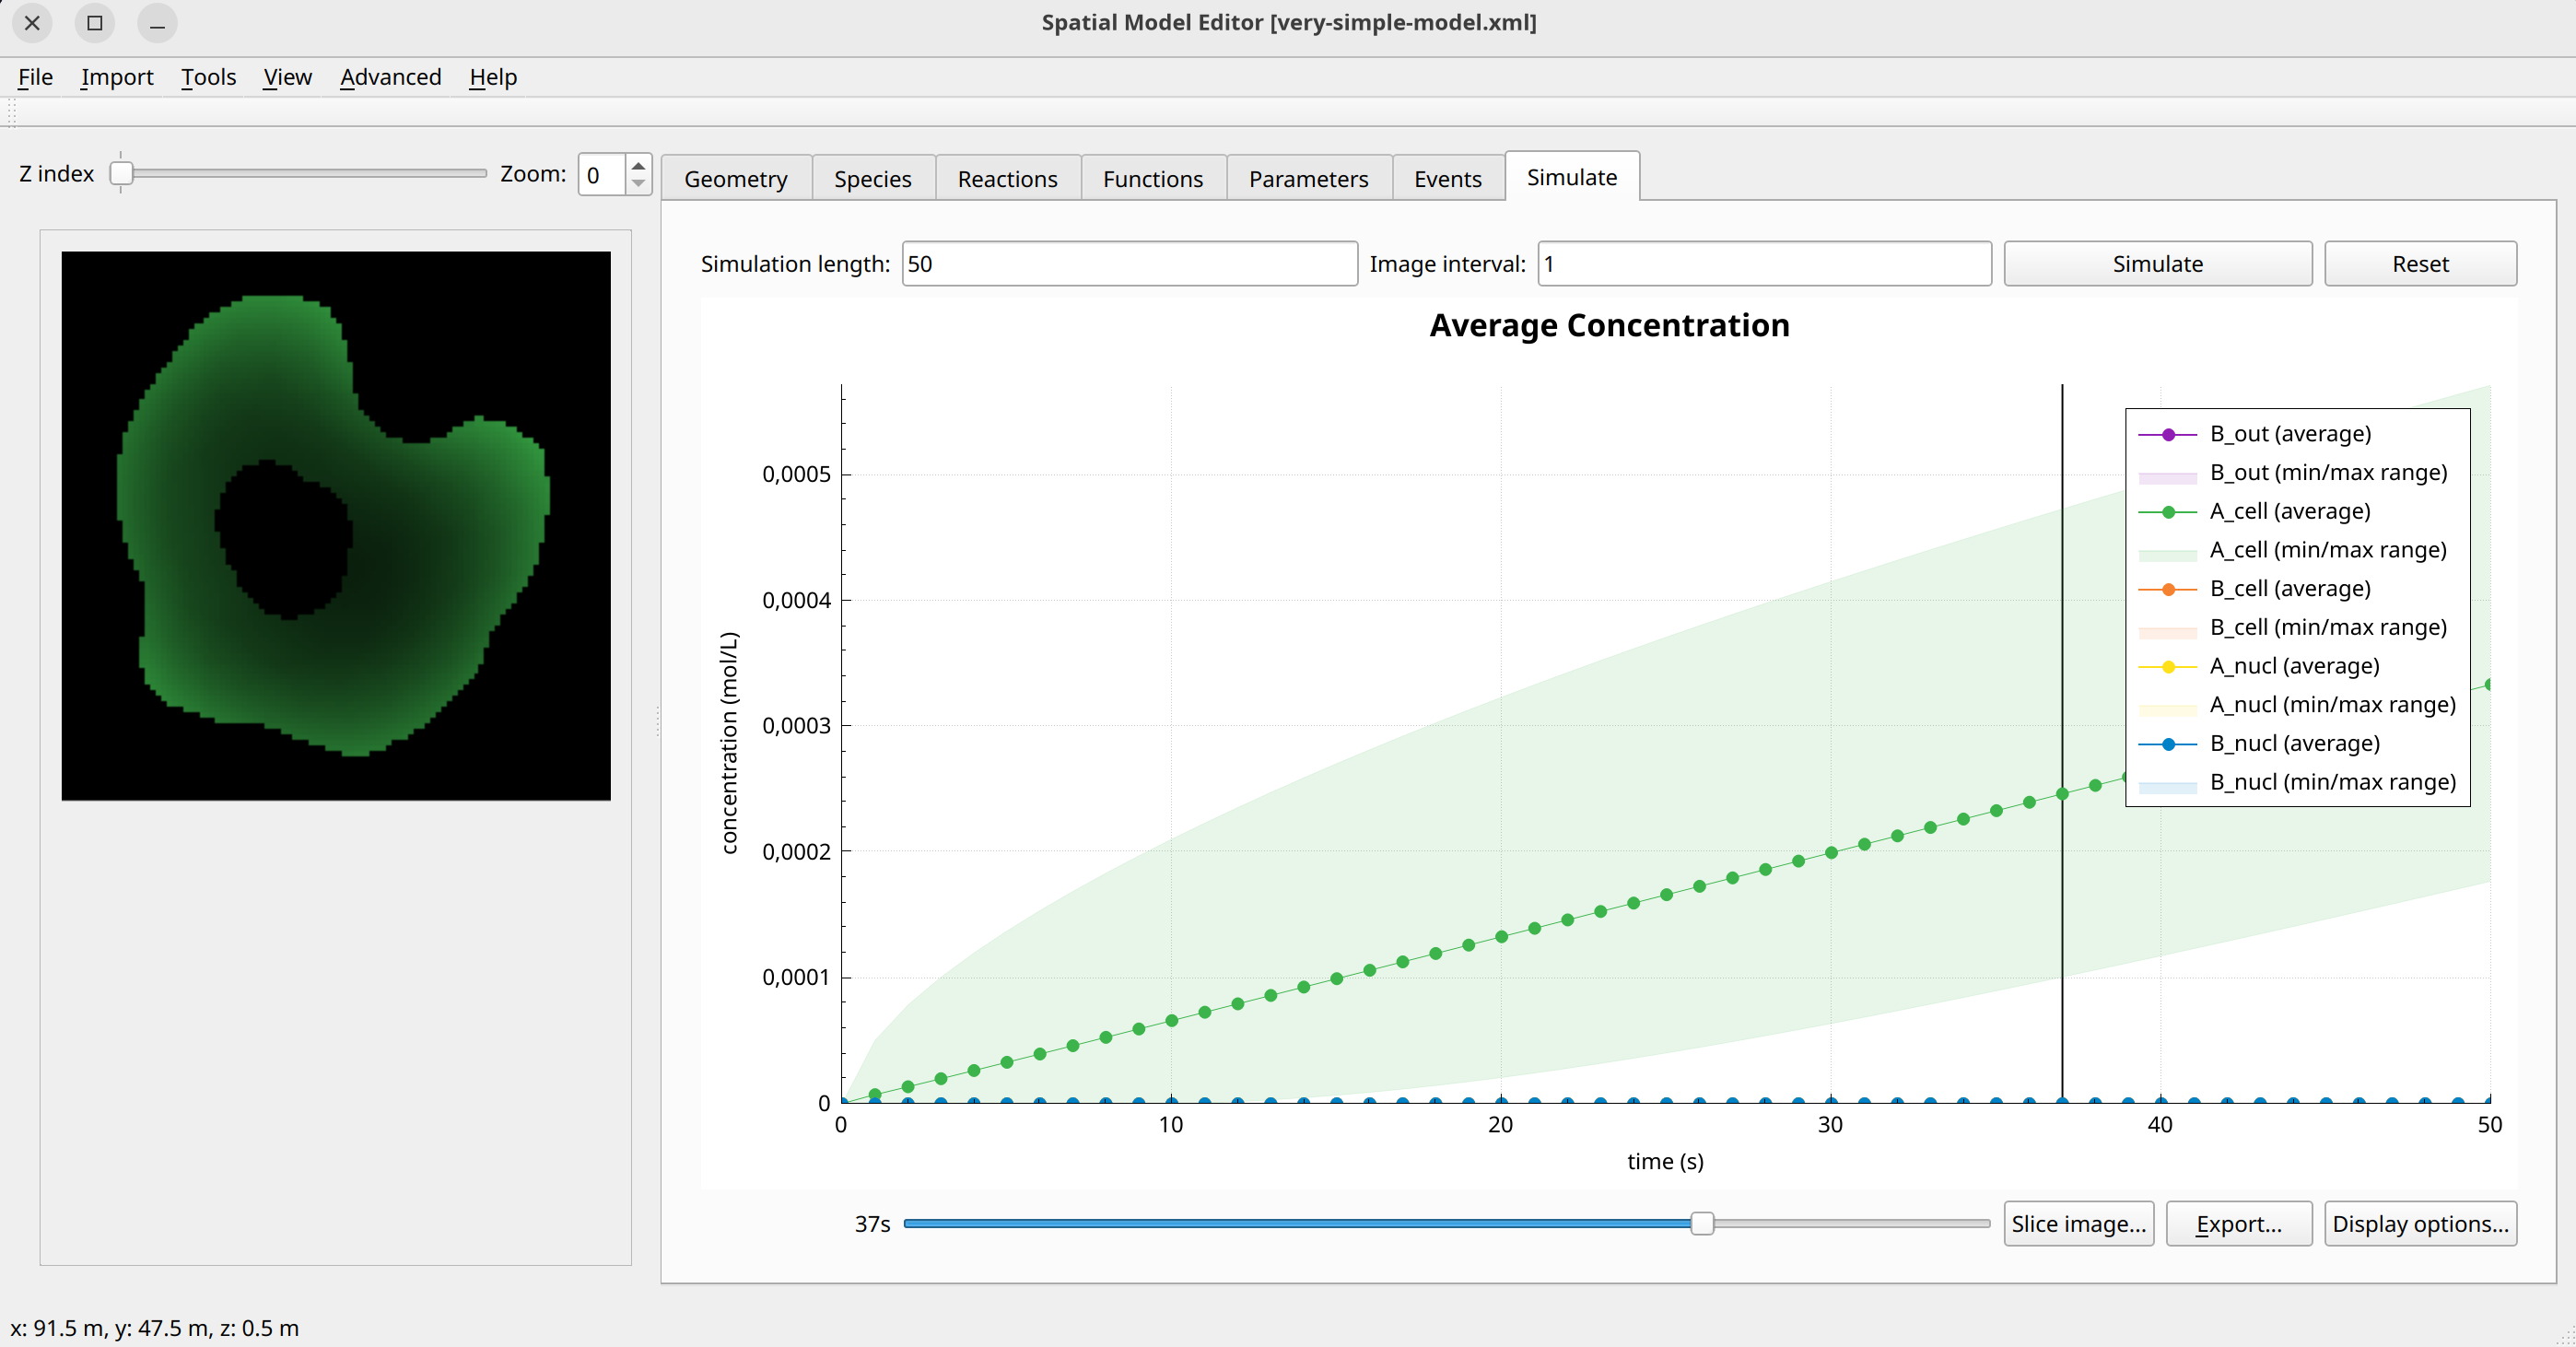 Spatial Model Editor [very-simple-model.xml]
File Import Tools View Advanced Help
Z index Zoom: 0
Geometry Species Reactions Functions Parameters Events Simulate
Simulation length: 50 Image interval: 1 Simulate Reset
Average Concentration
B_out (average)
B_out (min/max range)
A_cell (average)
A_cell (min/max range)
B_cell (average)
B_cell (min/max range)
A_nucl (average)
A_nucl (min/max range)
B_nucl (average)
B_nucl (min/max range)
concentration (mol/L)
0,0005
0,0004
0,0003
0,0002
0,0001
0
0 10 20 30 40 50
time (s)
37s Slice image... Export... Display options...
x: 91.5 m, y: 47.5 m, z: 0.5 m